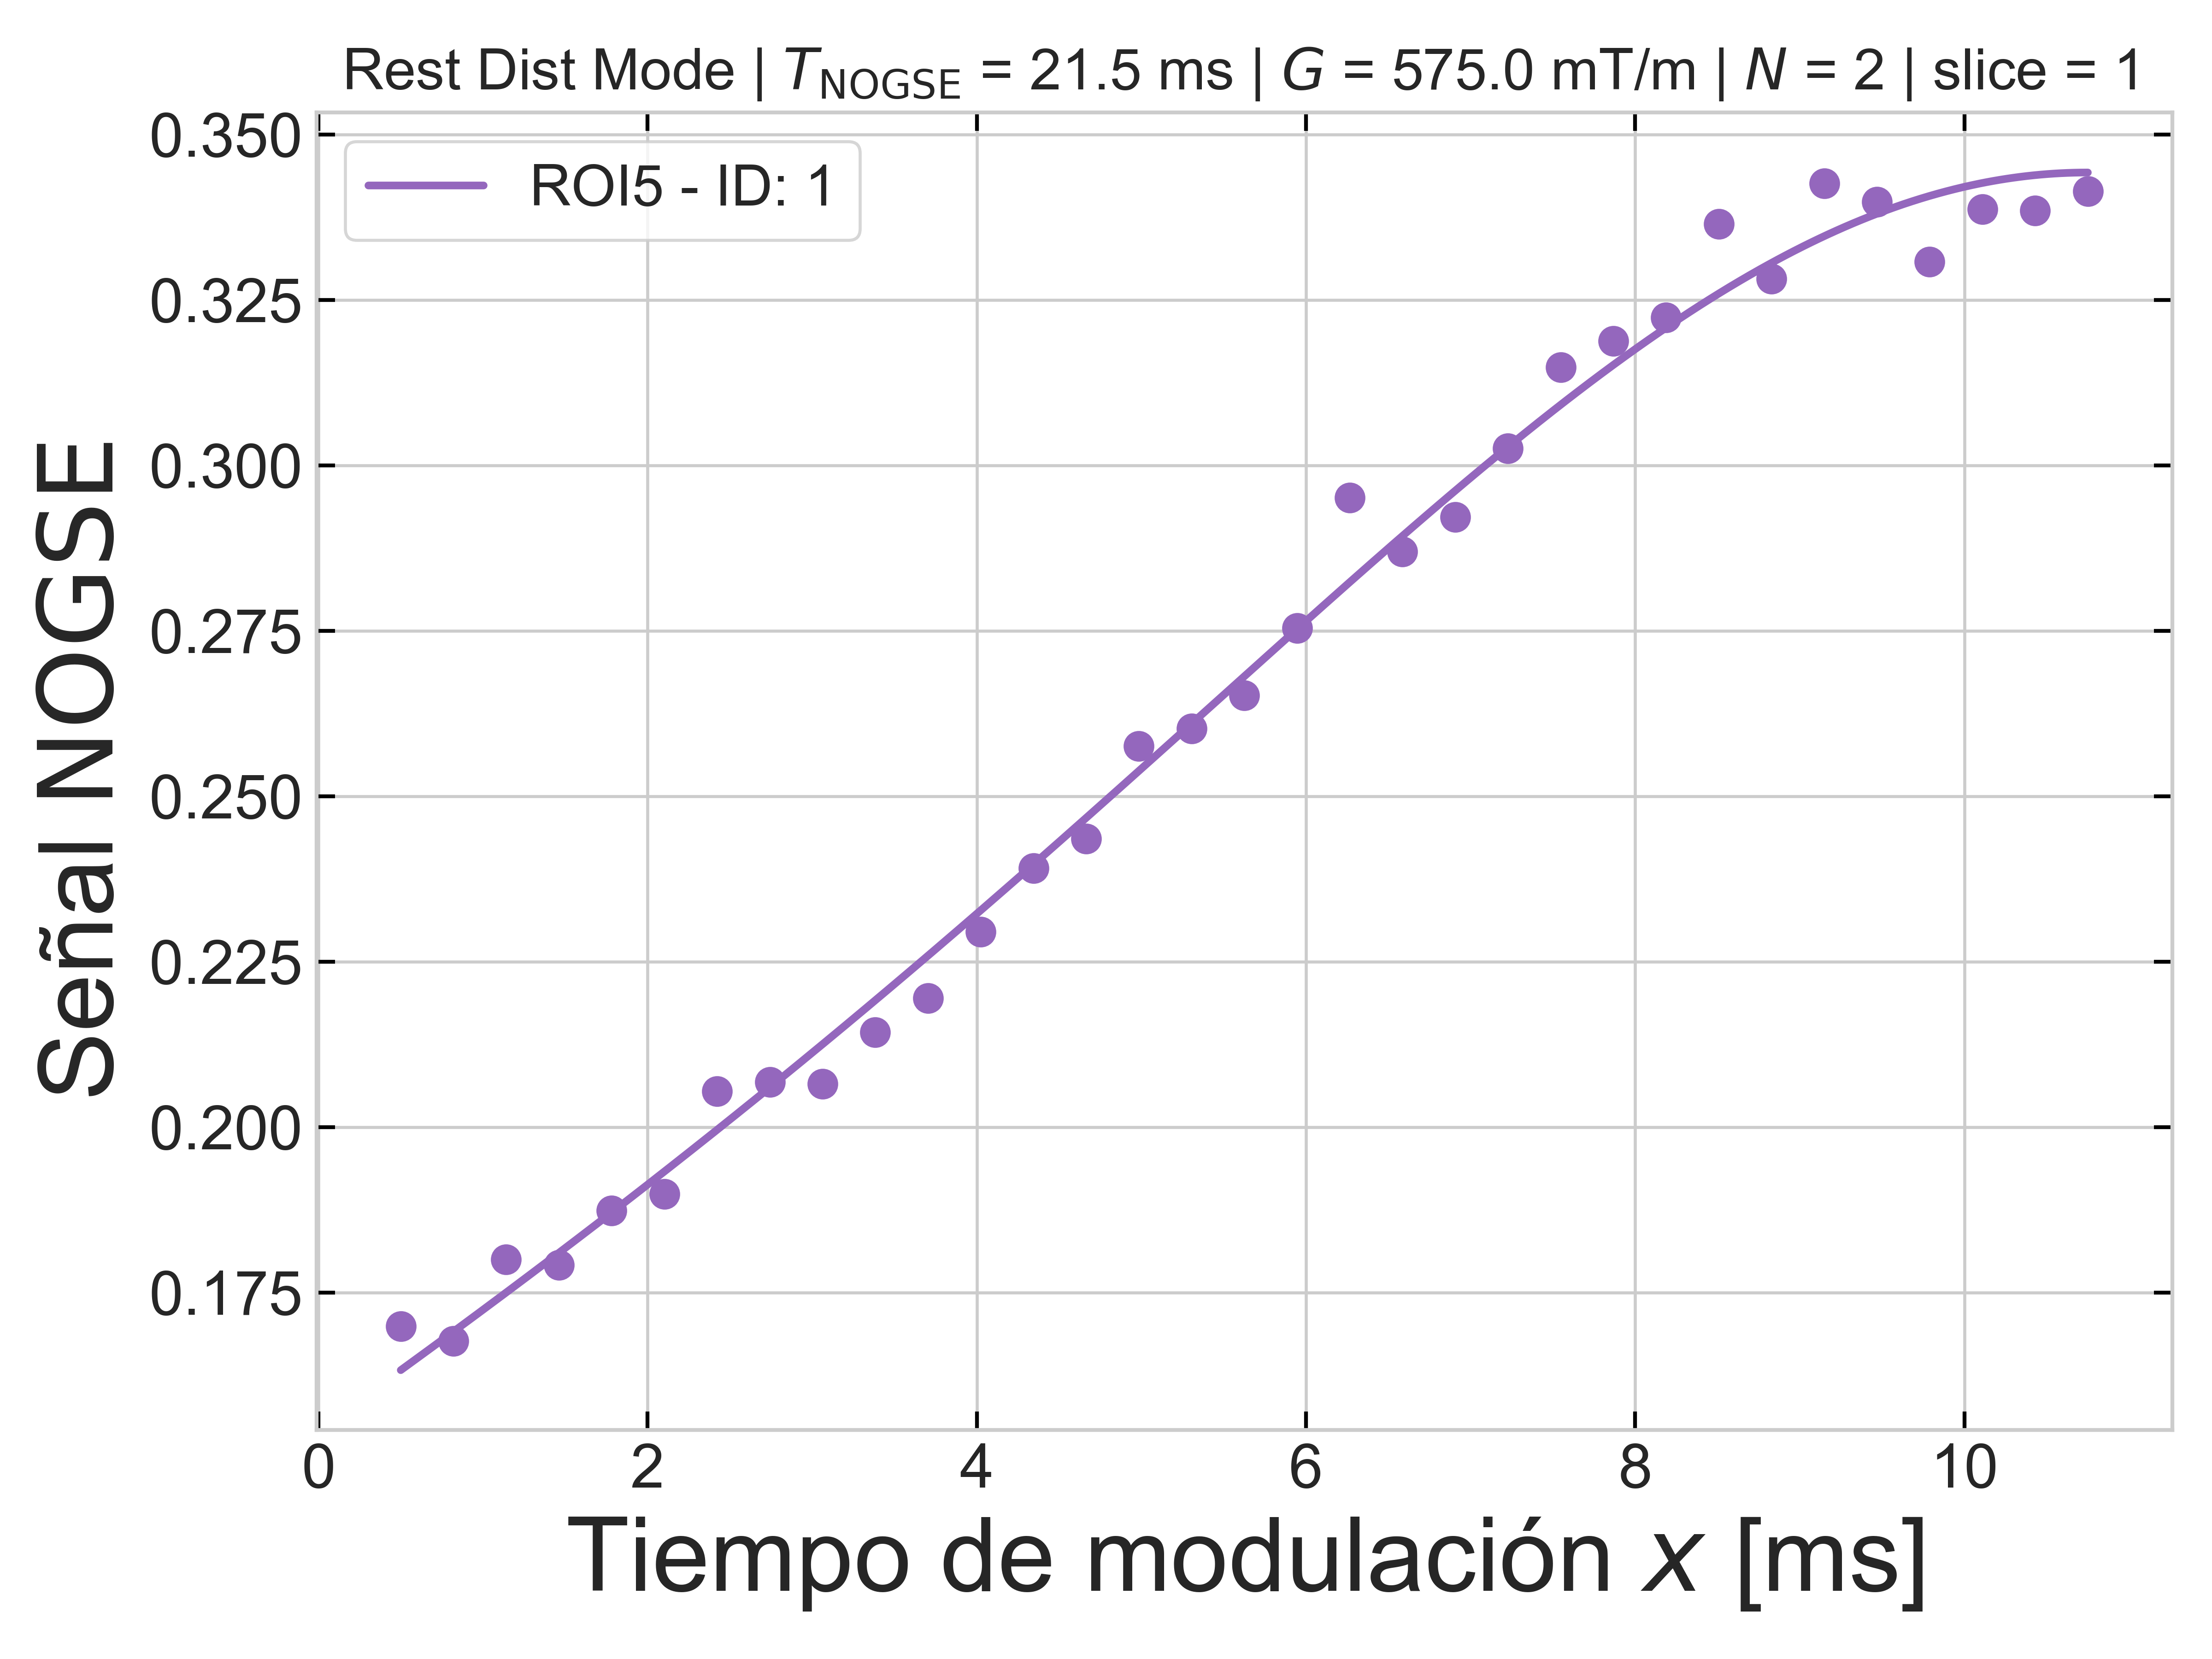 Rest Dist Mode | T_NOGSE = 21.5 ms | G = 575.0 mT/m | N = 2 | slice = 1
ROI5 - ID: 1
Señal NOGSE
0.350
0.325
0.300
0.275
0.250
0.225
0.200
0.175
0 2 4 6 8 10
Tiempo de modulación x [ms]